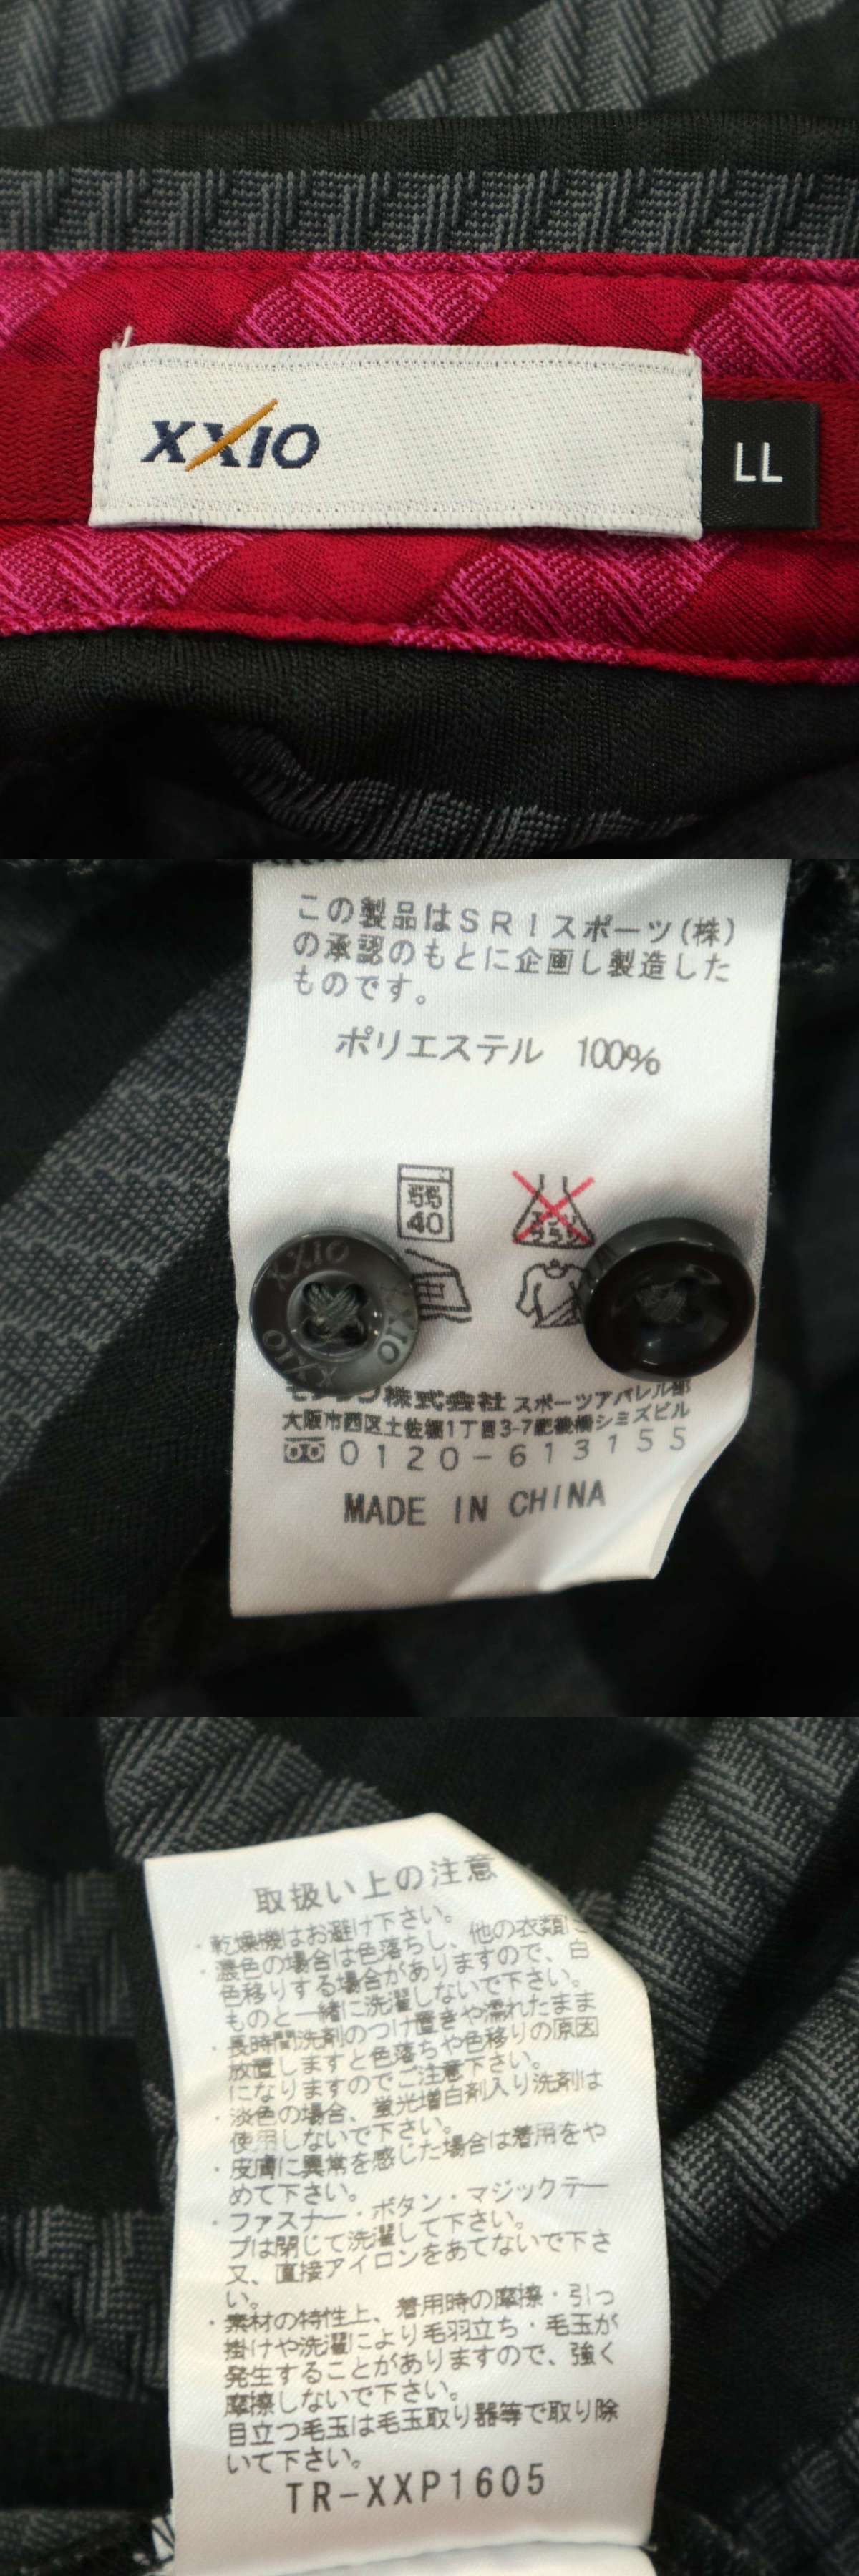 XXIO
LL
この製品はSRIスポーツ(株)
の承認のもとに企画し製造した
ものです。
ポリエステル 100%
40
XXIO
XXIO
XXIO
株式会社 スポーツアパレル部
大阪市西区土佐堀1丁目3-7肥後橋シミズビル
0120-613155
MADE IN CHINA
取扱い上の注意
・乾燥機はお避け下さい。
・濃色の場合は色落ちし、他の衣類に
色移りする場合がありますので、白
ものと一緒に洗濯しないで下さい。
・長時間洗剤のつけ置きや濡れたまま
放置しますと色落ちや色移りの原因
になりますのでご注意下さい。
・淡色の場合、蛍光増白剤入り洗剤は
使用しないで下さい。
・皮膚に異常を感じた場合は着用をや
めて下さい。
・ファスナー・ボタン・マジックテー
プは閉じて洗濯して下さい。
又、直接アイロンをあてないで下さ
い。
・素材の特性上、着用時の摩擦・引っ
掛けや洗濯により毛羽立ち・毛玉が
発生することがありますので、強く
摩擦しないで下さい。
目立つ毛玉は毛玉取り器等で取り除
いて下さい。
TR-XXP1605